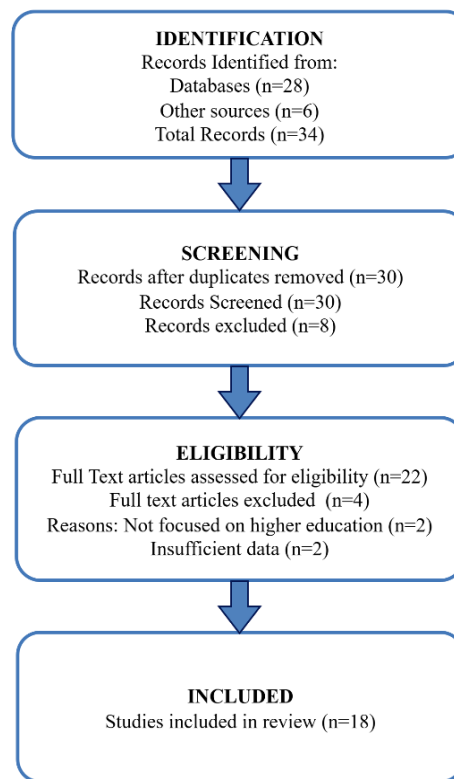 IDENTIFICATION
Records Identified from:
Databases (n=28)
Other sources (n=6)
Total Records (n=34)
SCREENING
Records after duplicates removed (n=30)
Records Screened (n=30)
Records excluded (n=8)
ELIGIBILITY
Full Text articles assessed for eligibility (n=22)
Full text articles excluded (n=4)
Reasons: Not focused on higher education (n=2)
Insufficient data (n=2)
INCLUDED
Studies included in review (n=18)